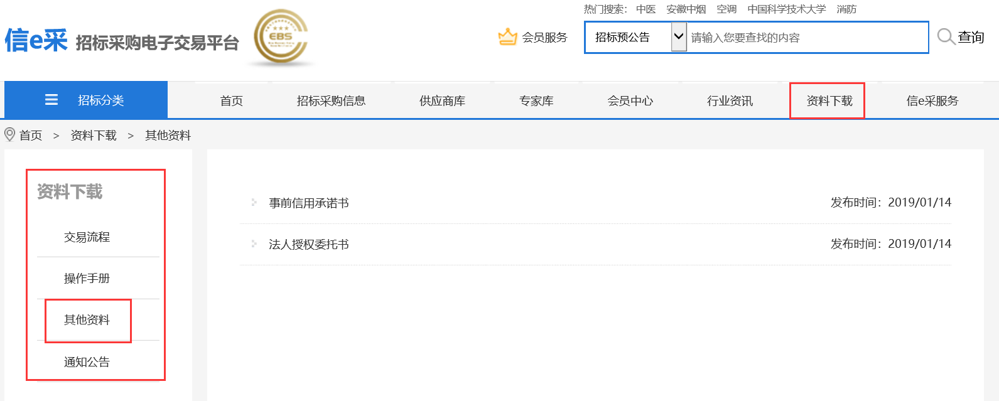 热门搜索： 中医 安徽中烟 空调 中国科学技术大学 消防
信e采 招标采购电子交易平台
EBS
会员服务
招标预公告 请输入您要查找的内容 查询
招标分类 首页 招标采购信息 供应商库 专家库 会员中心 行业资讯 资料下载 信e采服务
首页 > 资料下载 > 其他资料
资料下载
交易流程
操作手册
其他资料
通知公告
事前信用承诺书 发布时间：2019/01/14
法人授权委托书 发布时间：2019/01/14